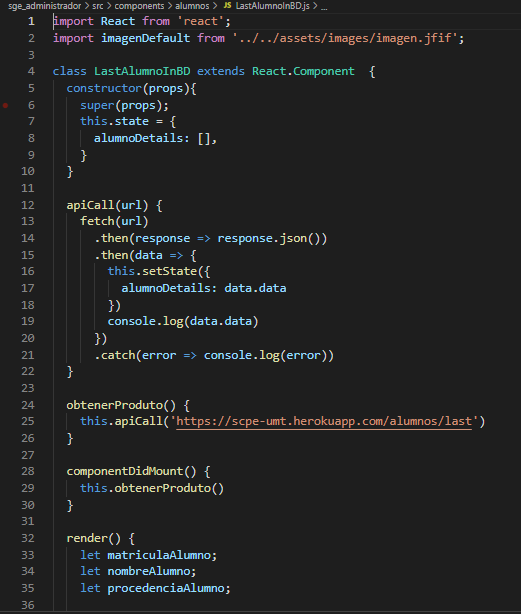 sge_administrador > src > components > alumnos > JS LastAlumnoInBD.js > ...
1 import React from 'react';
2 import imagenDefault from '../../assets/images/imagen.jfif';
3
4 class LastAlumnoInBD extends React.Component  {
5   constructor(props){
6     super(props);
7     this.state = {
8       alumnoDetails: [],
9     }
10   }
11
12   apiCall(url) {
13     fetch(url)
14       .then(response => response.json())
15       .then(data => {
16         this.setState({
17           alumnoDetails: data.data
18         })
19         console.log(data.data)
20       })
21       .catch(error => console.log(error))
22   }
23
24   obtenerProduto() {
25     this.apiCall('https://scpe-umt.herokuapp.com/alumnos/last')
26   }
27
28   componentDidMount() {
29     this.obtenerProduto()
30   }
31
32   render() {
33     let matriculaAlumno;
34     let nombreAlumno;
35     let procedenciaAlumno;
36